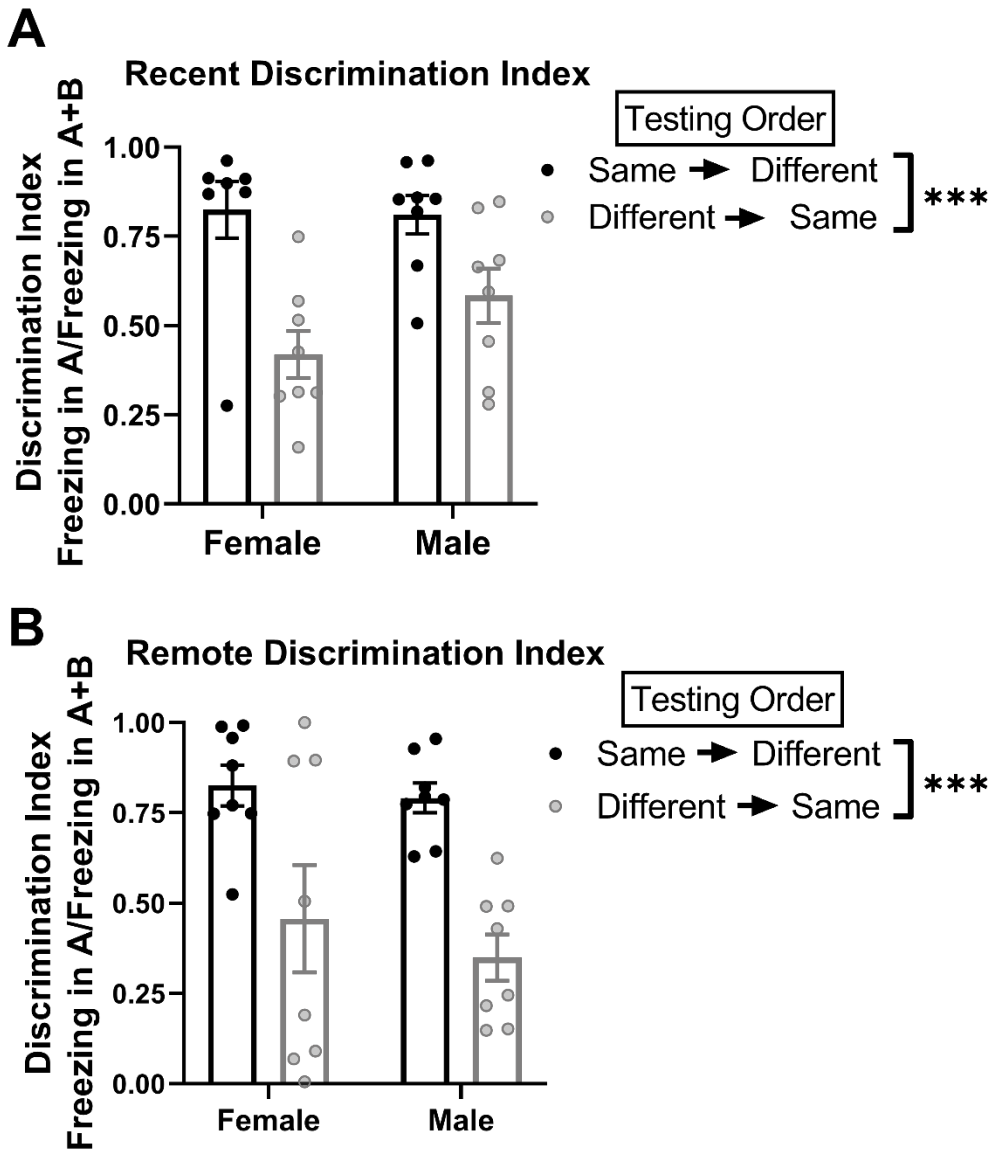 A
Recent Discrimination Index
Discrimination Index
Freezing in A/Freezing in A+B
Testing Order
Same → Different
Different → Same
***
1.00
0.75
0.50
0.25
0.00
Female Male
B
Remote Discrimination Index
Discrimination Index
Freezing in A/Freezing in A+B
Testing Order
Same → Different
Different → Same
***
1.00
0.75
0.50
0.25
0.00
Female Male